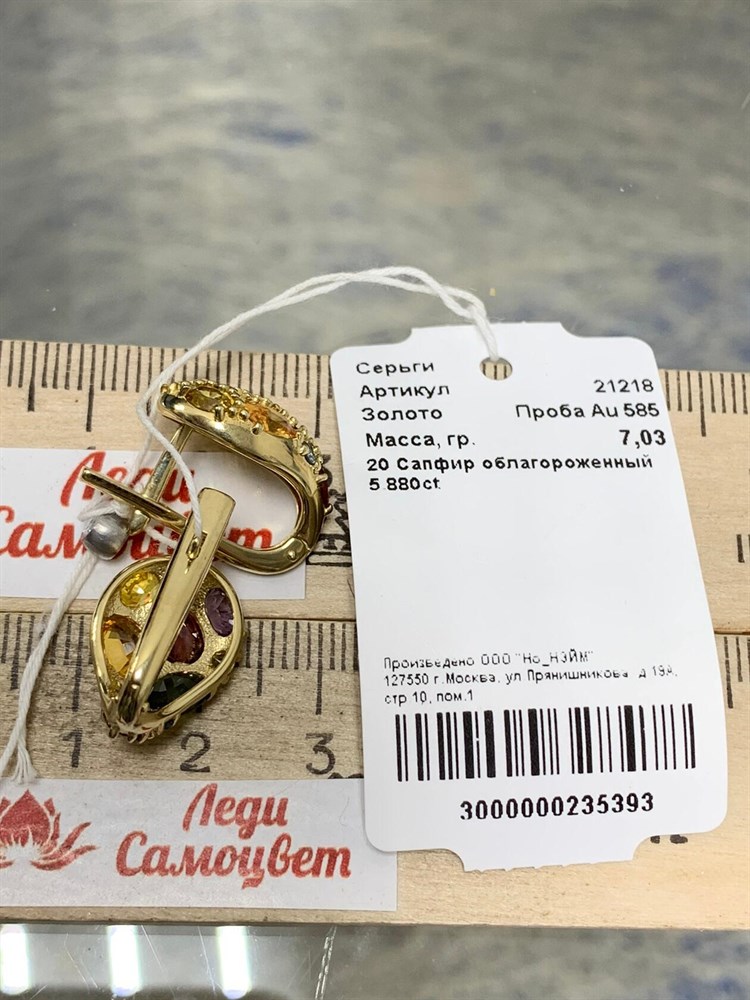 Серьги
Артикул 21218
Золото Проба Au 585
Масса, гр. 7,03
20 Сапфир облагороженный
5.880ct
Произведено ООО "Но_НЭЙМ"
127550 г.Москва, ул Прянишникова д 19А,
стр 10, пом.1
3000000235393
Леди
Самоцвет
1 2 3
Леди
Самоцвет